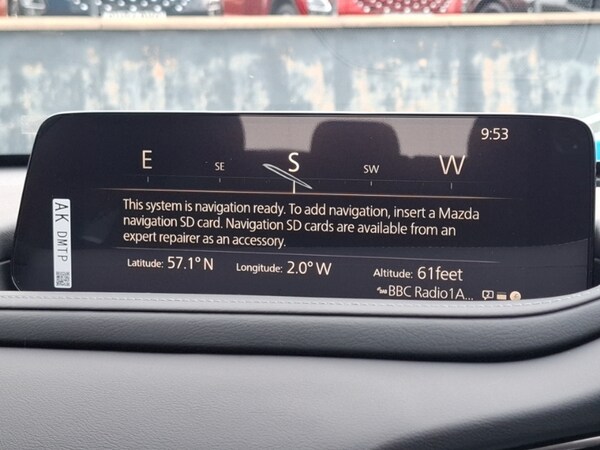 9:53
E SE S SW W
This system is navigation ready. To add navigation, insert a Mazda
navigation SD card. Navigation SD cards are available from an
expert repairer as an accessory.
Latitude: 57.1° N Longitude: 2.0° W Altitude: 61feet
BBC Radio1A...
AK DMTP